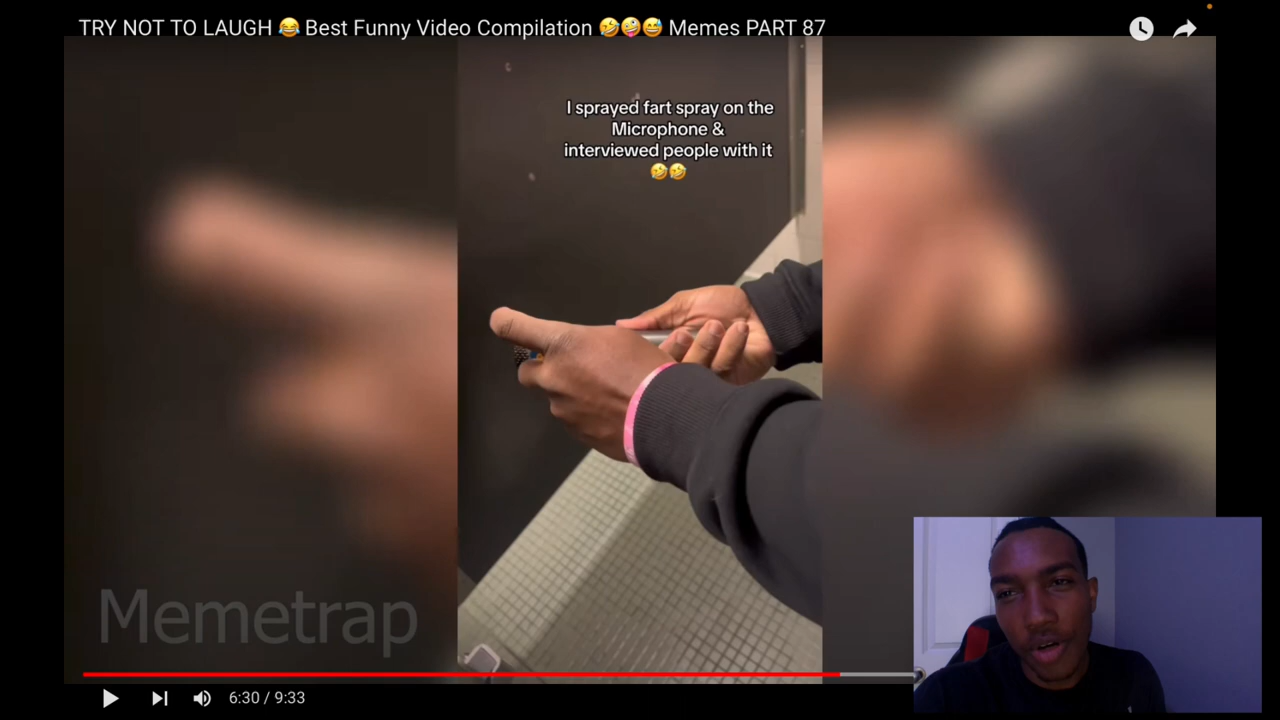 TRY NOT TO LAUGH 😂 Best Funny Video Compilation 🤣🤪😅 Memes PART 87
I sprayed fart spray on the
Microphone &
interviewed people with it
🤣🤣
Memetrap
6:30 / 9:33